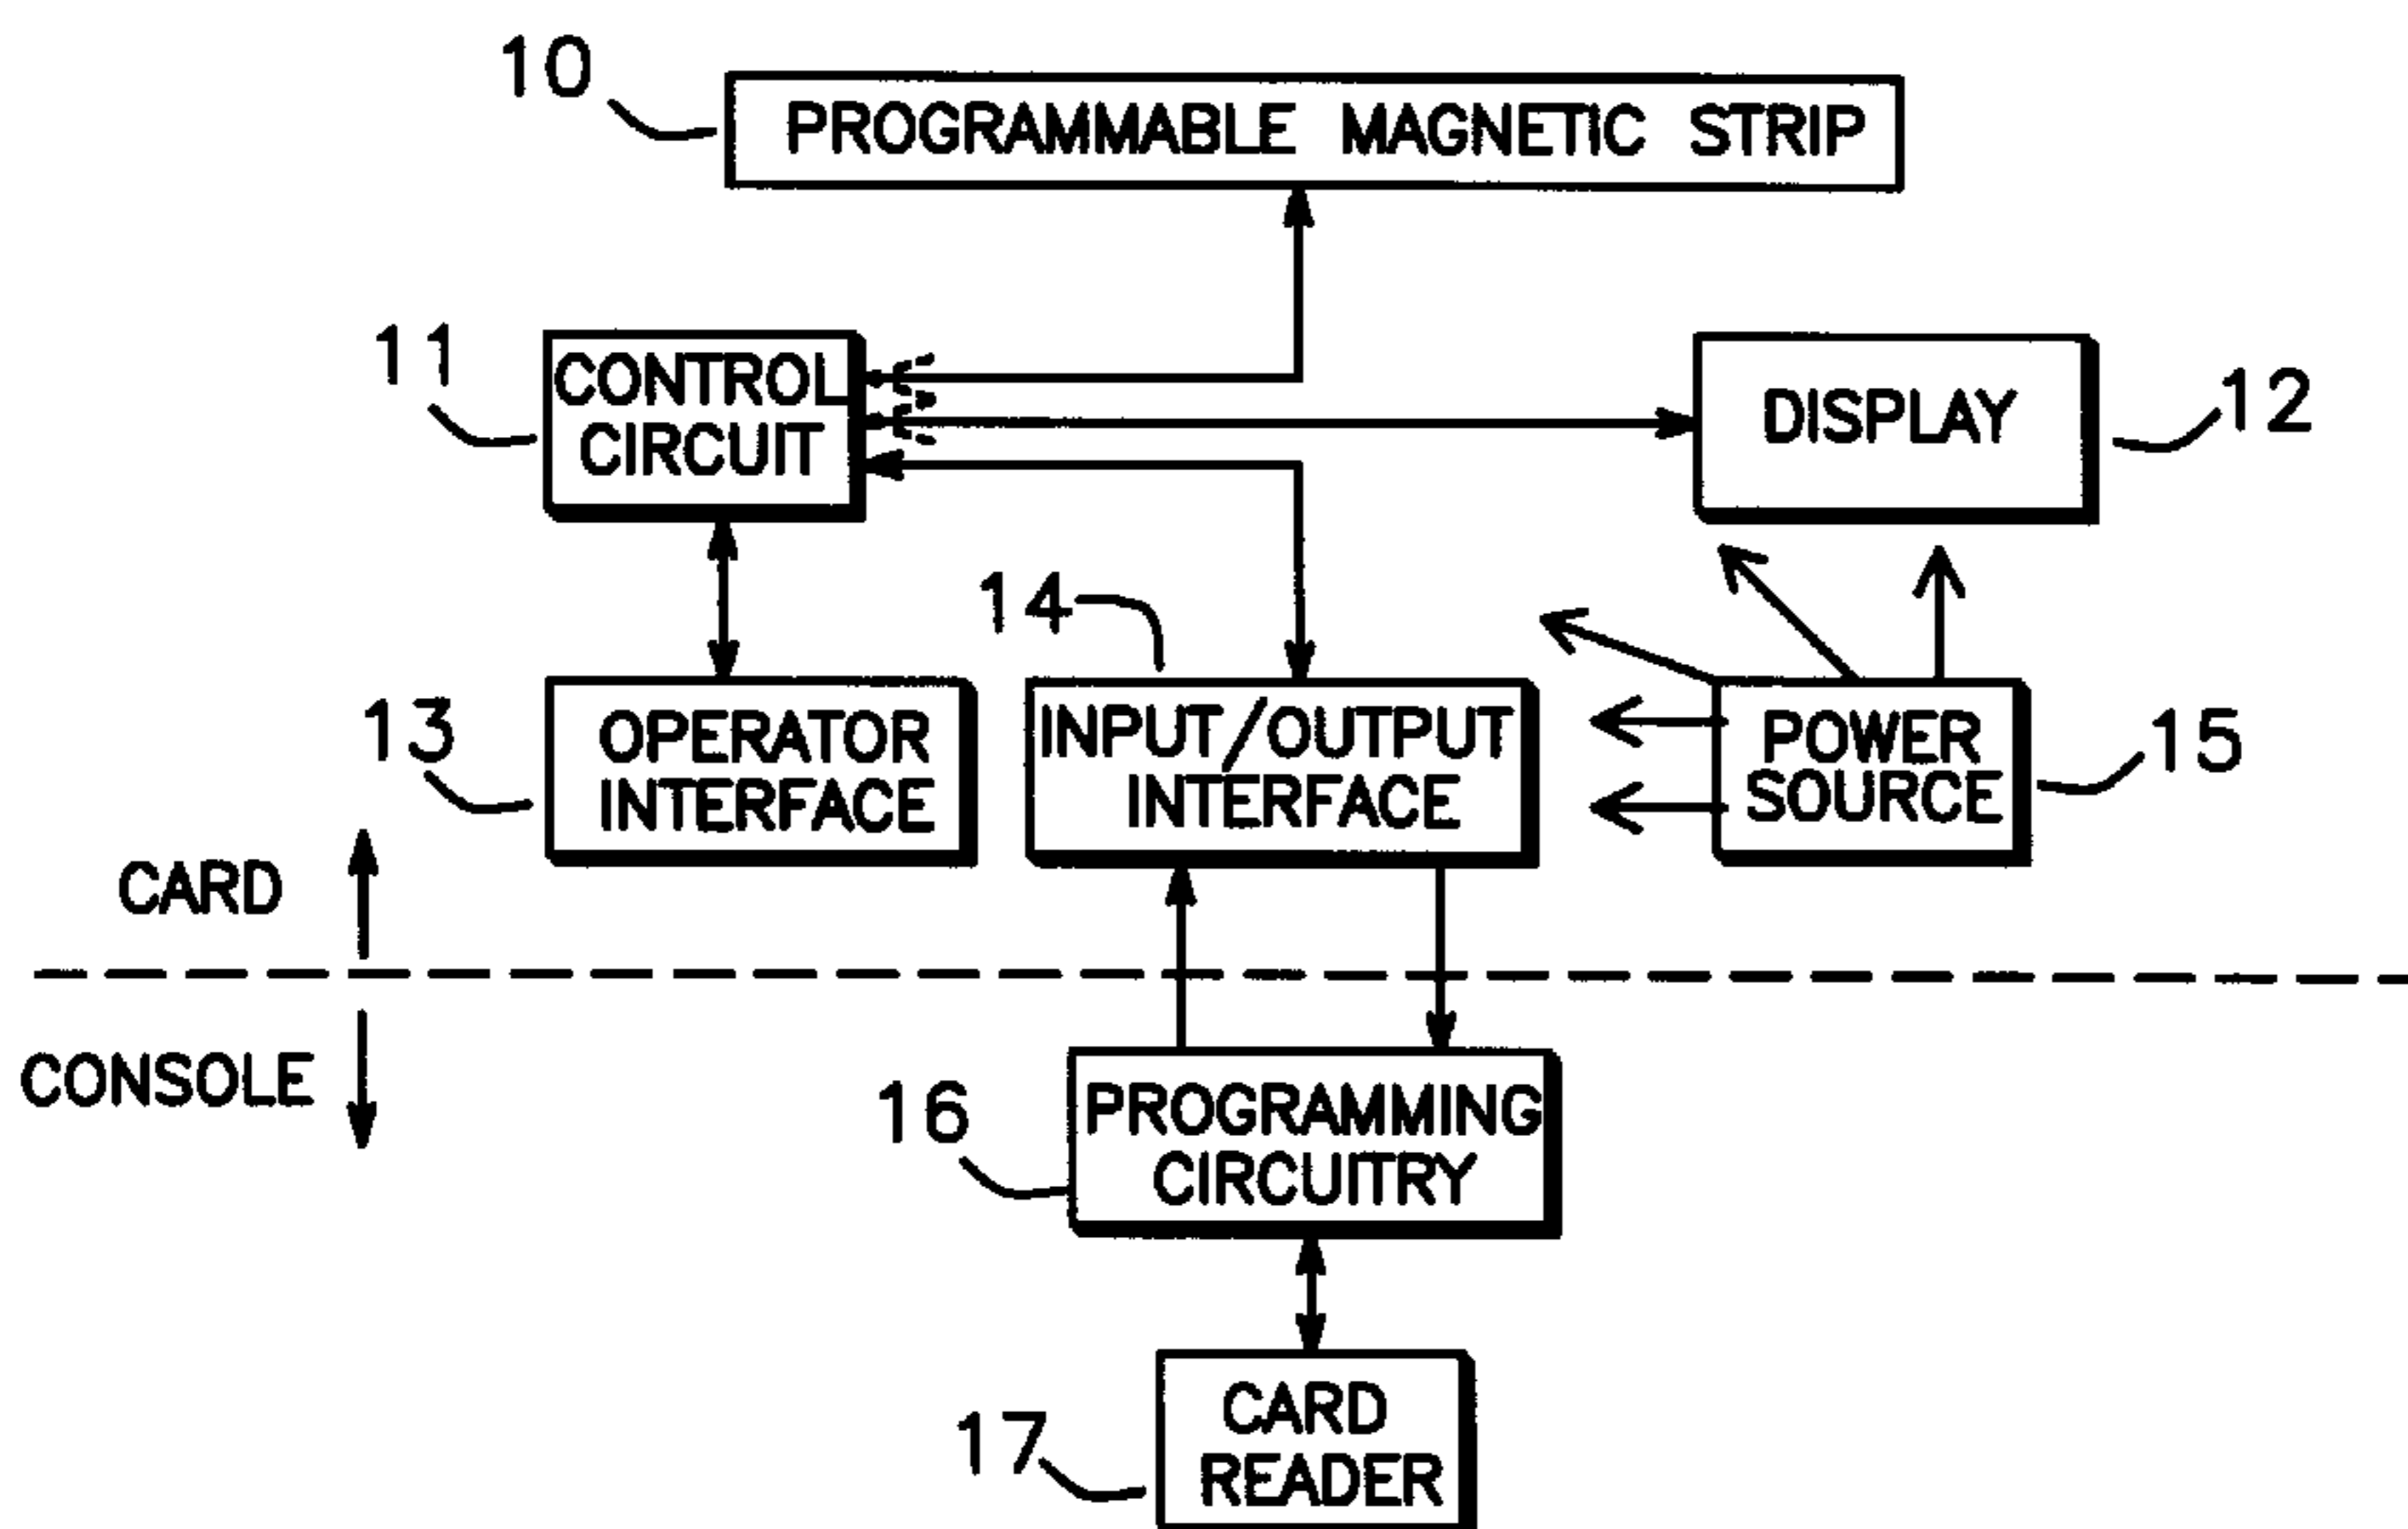 10
PROGRAMMABLE MAGNETIC STRIP
11
CONTROL
CIRCUIT
DISPLAY
12
14
13
OPERATOR
INTERFACE
INPUT/OUTPUT
INTERFACE
POWER
SOURCE
15
CARD
CONSOLE
16
PROGRAMMING
CIRCUITRY
17
CARD
READER